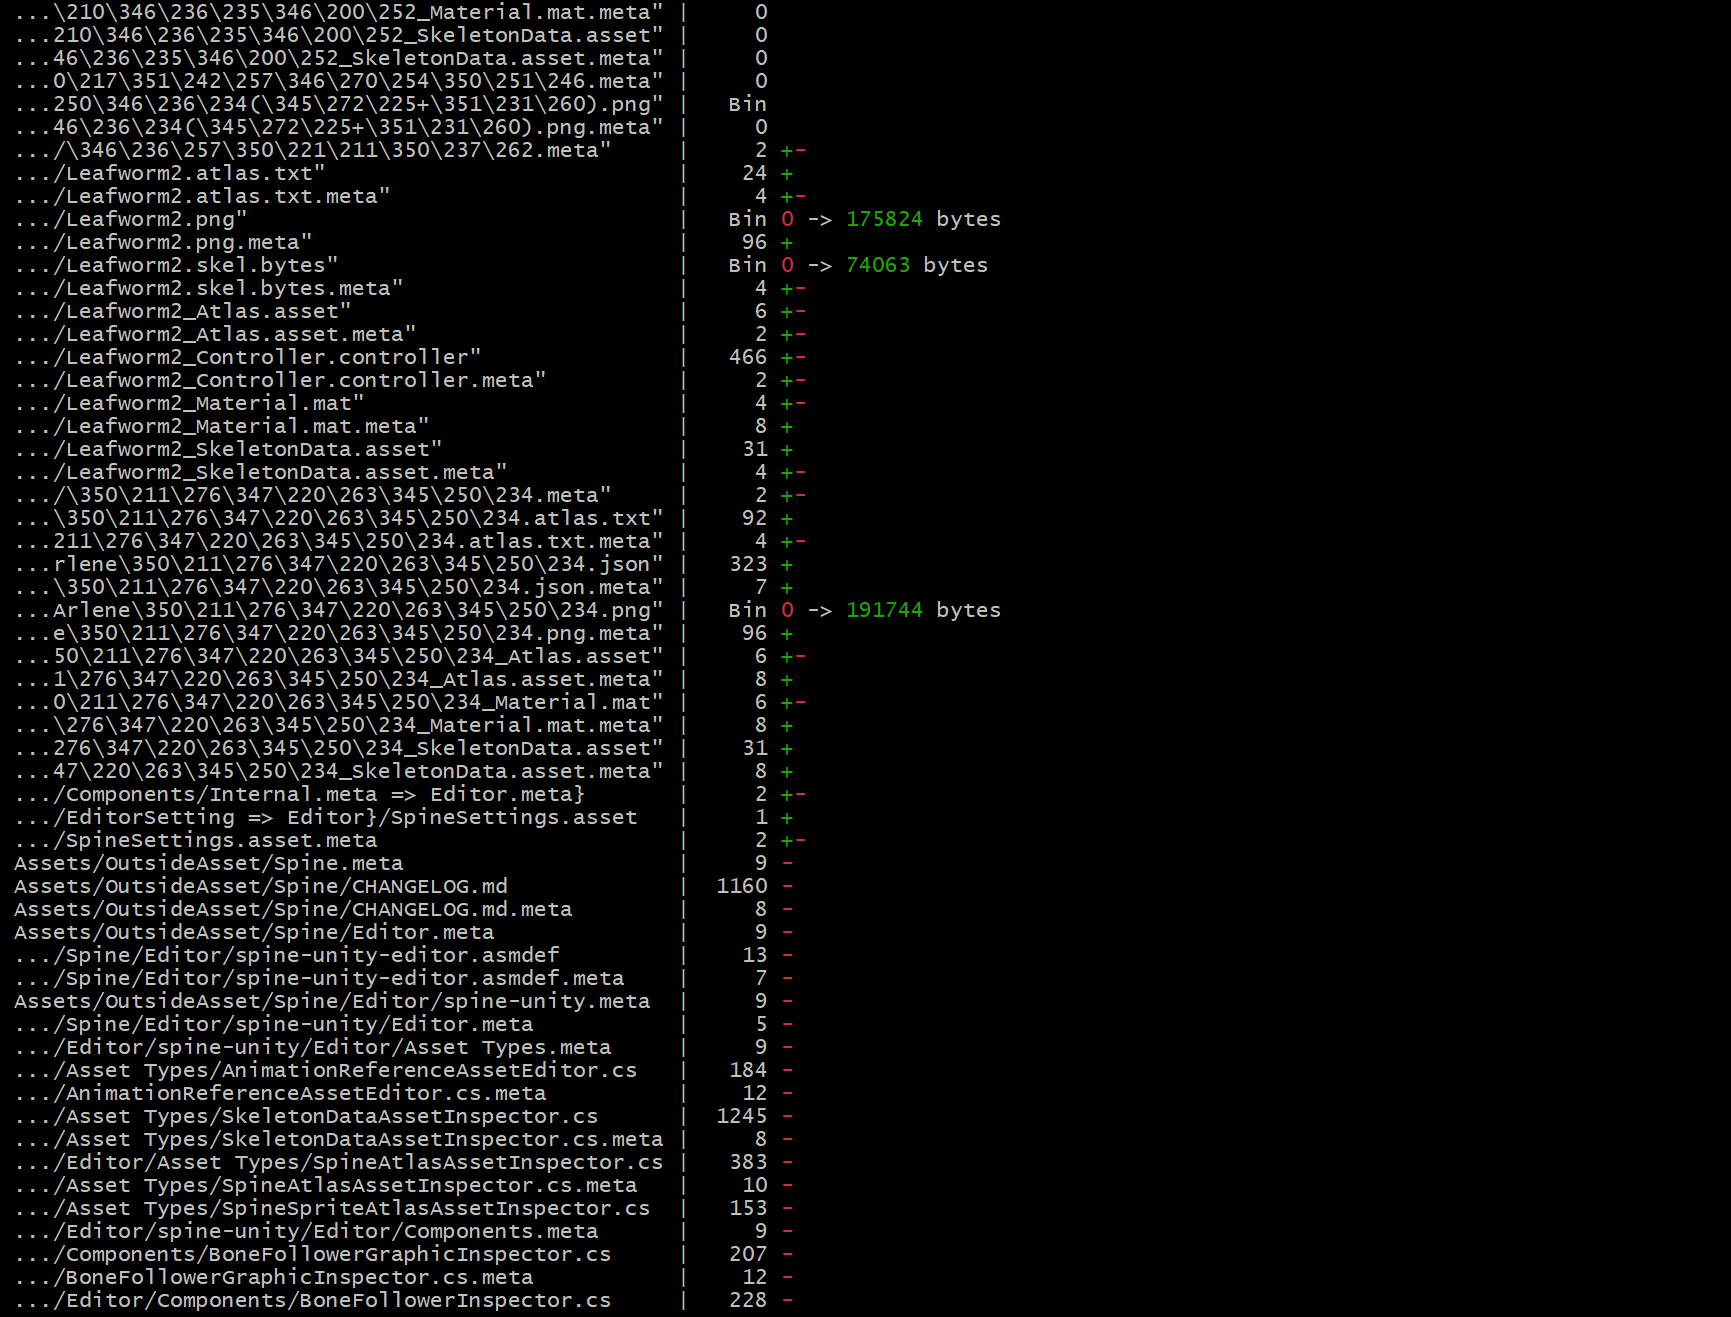 ...\210\346\236\235\346\200\252_Material.mat.meta" | 0
...210\346\236\235\346\200\252_SkeletonData.asset" | 0
...46\236\235\346\200\252_SkeletonData.asset.meta" | 0
...0\217\351\242\257\346\270\254\350\251\246.meta" | 0
...250\346\236\234(\345\272\225+\351\231\260).png" | Bin
...46\236\234(\345\272\225+\351\231\260).png.meta" | 0
.../\346\236\257\350\221\211\350\237\262.meta" | 2 +-
.../Leafworm2.atlas.txt" | 24 +
.../Leafworm2.atlas.txt.meta" | 4 +-
.../Leafworm2.png" | Bin 0 -> 175824 bytes
.../Leafworm2.png.meta" | 96 +
.../Leafworm2.skel.bytes" | Bin 0 -> 74063 bytes
.../Leafworm2.skel.bytes.meta" | 4 +-
.../Leafworm2_Atlas.asset" | 6 +-
.../Leafworm2_Atlas.asset.meta" | 2 +-
.../Leafworm2_Controller.controller" | 466 +-
.../Leafworm2_Controller.controller.meta" | 2 +-
.../Leafworm2_Material.mat" | 4 +-
.../Leafworm2_Material.mat.meta" | 8 +
.../Leafworm2_SkeletonData.asset" | 31 +
.../Leafworm2_SkeletonData.asset.meta" | 4 +-
.../\350\211\276\347\220\263\345\250\234.meta" | 2 +-
...\350\211\276\347\220\263\345\250\234.atlas.txt" | 92 +
...211\276\347\220\263\345\250\234.atlas.txt.meta" | 4 +-
...rlene\350\211\276\347\220\263\345\250\234.json" | 323 +
...\350\211\276\347\220\263\345\250\234.json.meta" | 7 +
...Arlene\350\211\276\347\220\263\345\250\234.png" | Bin 0 -> 191744 bytes
...e\350\211\276\347\220\263\345\250\234.png.meta" | 96 +
...50\211\276\347\220\263\345\250\234_Atlas.asset" | 6 +-
...1\276\347\220\263\345\250\234_Atlas.asset.meta" | 8 +
...0\211\276\347\220\263\345\250\234_Material.mat" | 6 +-
...\276\347\220\263\345\250\234_Material.mat.meta" | 8 +
...276\347\220\263\345\250\234_SkeletonData.asset" | 31 +
...47\220\263\345\250\234_SkeletonData.asset.meta" | 8 +
.../Components/Internal.meta => Editor.meta} | 2 +-
.../EditorSetting => Editor}/SpineSettings.asset | 1 +
.../SpineSettings.asset.meta | 2 +-
Assets/OutsideAsset/Spine.meta | 9 -
Assets/OutsideAsset/Spine/CHANGELOG.md | 1160 -
Assets/OutsideAsset/Spine/CHANGELOG.md.meta | 8 -
Assets/OutsideAsset/Spine/Editor.meta | 9 -
.../Spine/Editor/spine-unity-editor.asmdef | 13 -
.../Spine/Editor/spine-unity-editor.asmdef.meta | 7 -
Assets/OutsideAsset/Spine/Editor/spine-unity.meta | 9 -
.../Spine/Editor/spine-unity/Editor.meta | 5 -
.../Editor/spine-unity/Editor/Asset Types.meta | 9 -
.../Asset Types/AnimationReferenceAssetEditor.cs | 184 -
.../AnimationReferenceAssetEditor.cs.meta | 12 -
.../Asset Types/SkeletonDataAssetInspector.cs | 1245 -
.../Asset Types/SkeletonDataAssetInspector.cs.meta | 8 -
.../Editor/Asset Types/SpineAtlasAssetInspector.cs | 383 -
.../Asset Types/SpineAtlasAssetInspector.cs.meta | 10 -
.../Asset Types/SpineSpriteAtlasAssetInspector.cs | 153 -
.../Editor/spine-unity/Editor/Components.meta | 9 -
.../Components/BoneFollowerGraphicInspector.cs | 207 -
.../BoneFollowerGraphicInspector.cs.meta | 12 -
.../Editor/Components/BoneFollowerInspector.cs | 228 -